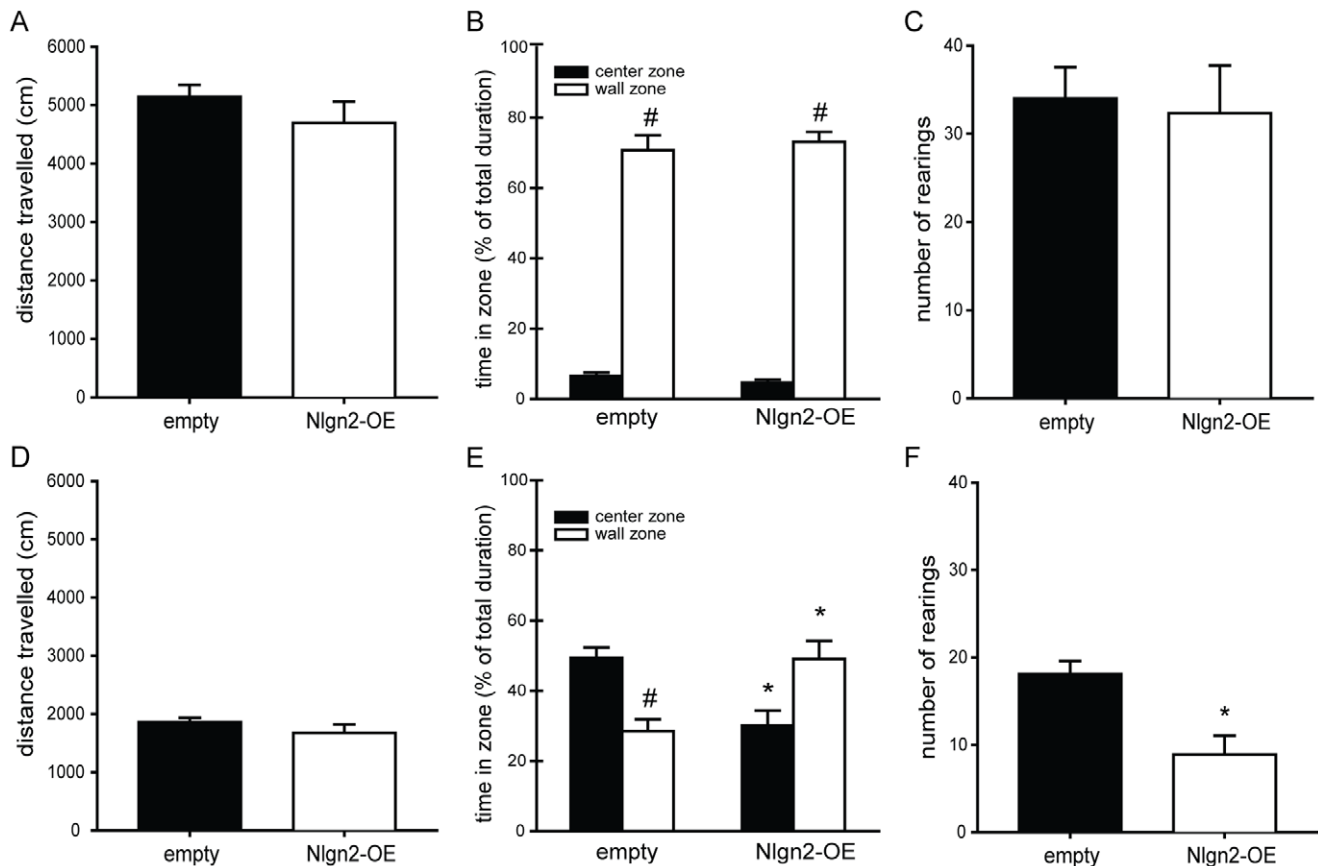 A
distance travelled (cm)
6000
5000
4000
3000
2000
1000
0
empty
Nlgn2-OE
B
time in zone (% of total duration)
100
80
60
40
20
0
center zone
wall zone
#
#
empty
Nlgn2-OE
C
number of rearings
40
30
20
10
0
empty
Nlgn2-OE
D
distance travelled (cm)
6000
5000
4000
3000
2000
1000
0
empty
Nlgn2-OE
E
time in zone (% of total duration)
100
80
60
40
20
0
center zone
wall zone
#
*
*
empty
Nlgn2-OE
F
number of rearings
40
30
20
10
0
*
empty
Nlgn2-OE